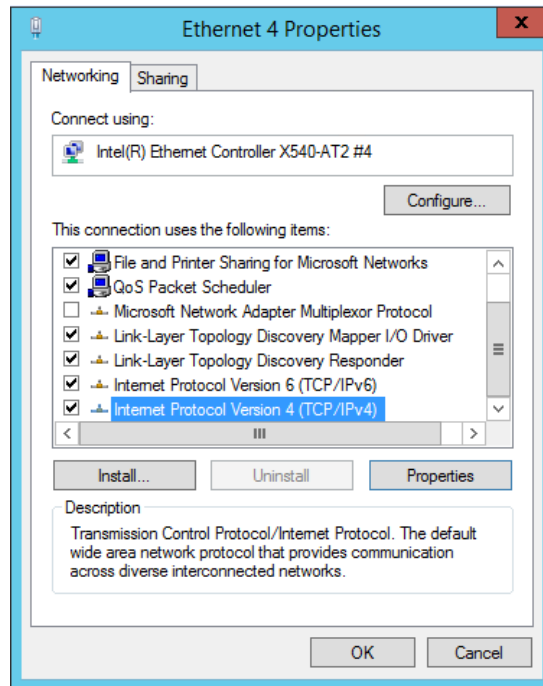 Ethernet 4 Properties
x
Networking
Sharing
Connect using:
Intel(R) Ethernet Controller X540-AT2 #4
Configure...
This connection uses the following items:
File and Printer Sharing for Microsoft Networks
QoS Packet Scheduler
Microsoft Network Adapter Multiplexor Protocol
Link-Layer Topology Discovery Mapper I/O Driver
Link-Layer Topology Discovery Responder
Internet Protocol Version 6 (TCP/IPv6)
Internet Protocol Version 4 (TCP/IPv4)
Install...
Uninstall
Properties
Description
Transmission Control Protocol/Internet Protocol. The default
wide area network protocol that provides communication
across diverse interconnected networks.
OK
Cancel